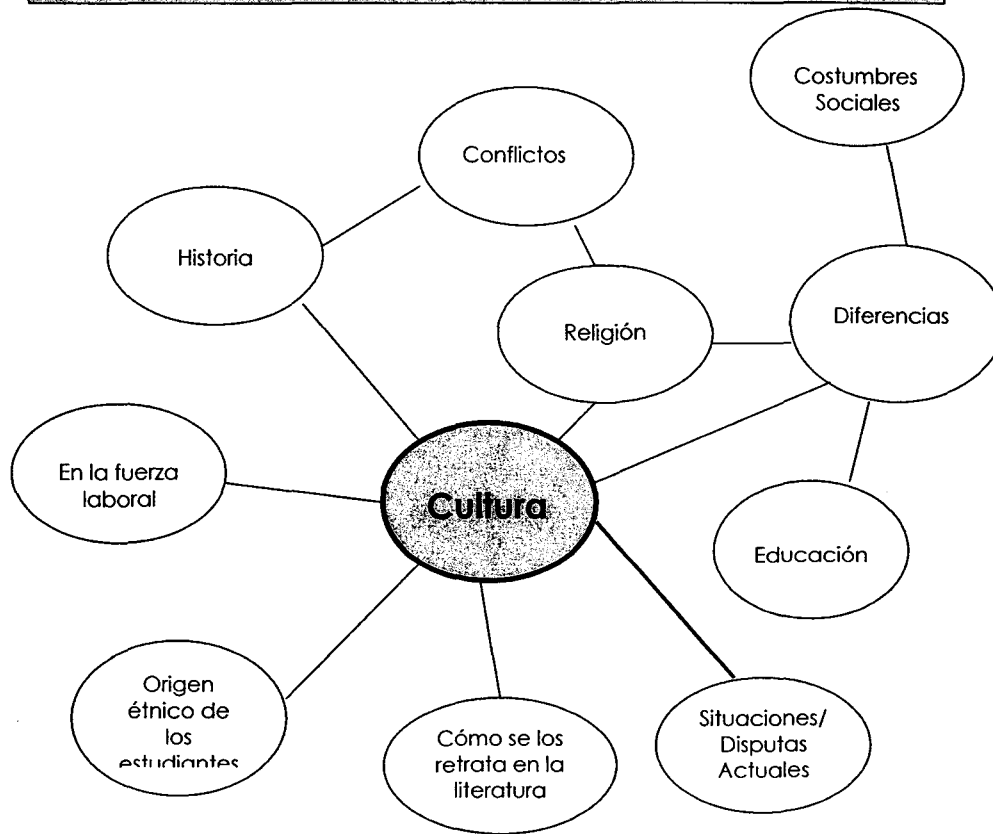 Costumbres
Sociales
Conflictos
Historia
Religión
Diferencias
En la fuerza
laboral
Cultura
Educación
Origen
étnico de
los
estudiantes
Cómo se los
retrata en la
literatura
Situaciones/
Disputas
Actuales